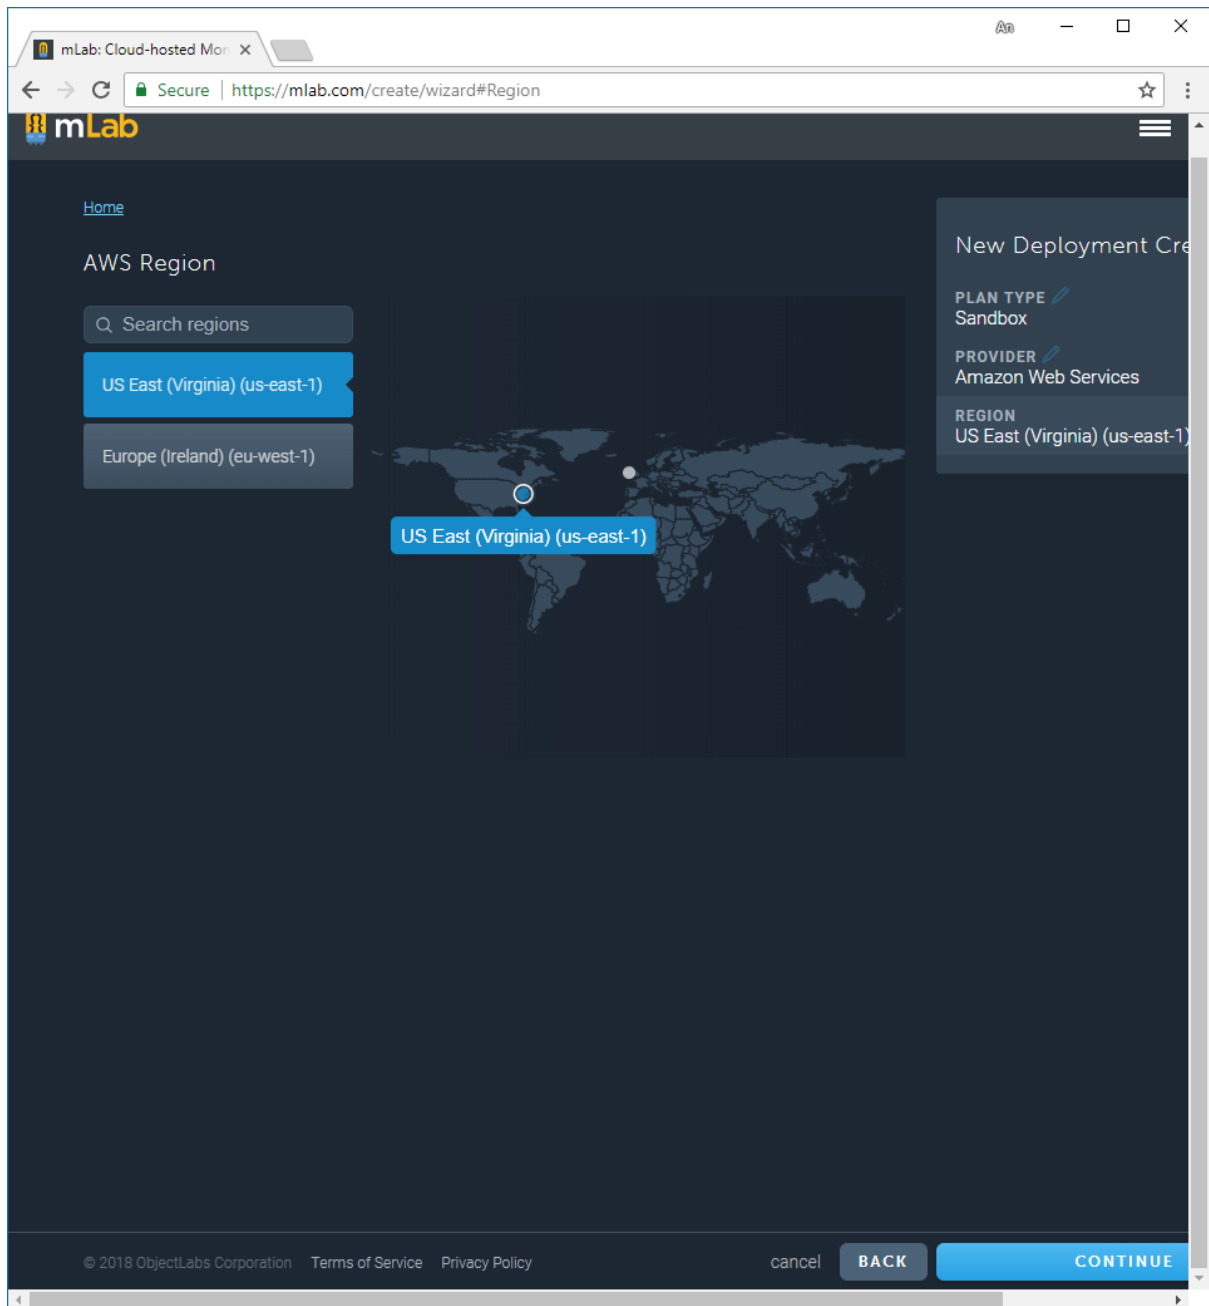 mLab: Cloud-hosted Mon
Secure
https://mlab.com/create/wizard#Region
mLab
Home
AWS Region
Search regions
US East (Virginia) (us-east-1)
Europe (Ireland) (eu-west-1)
US East (Virginia) (us-east-1)
New Deployment Cre
PLAN TYPE
Sandbox
PROVIDER
Amazon Web Services
REGION
US East (Virginia) (us-east-1)
© 2018 ObjectLabs Corporation Terms of Service Privacy Policy
cancel BACK CONTINUE